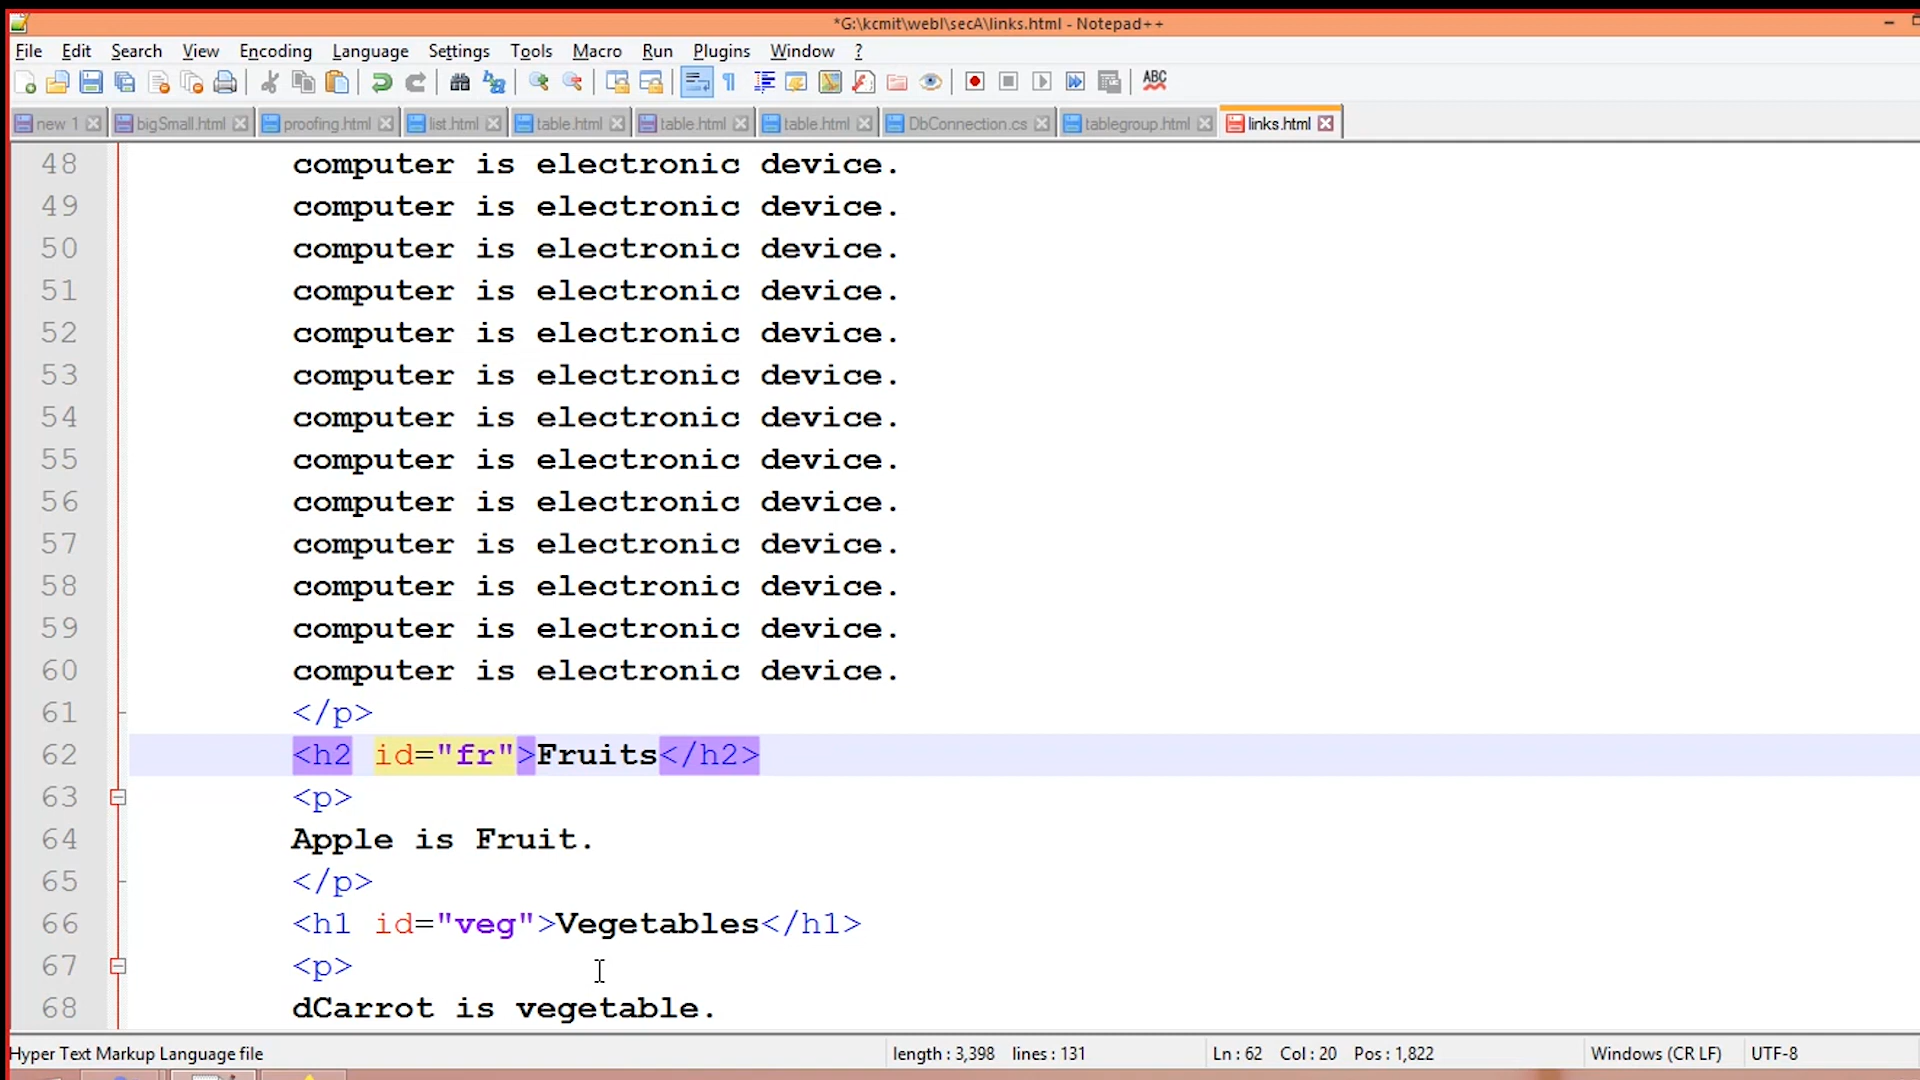 *G:\kcmit\webI\secA\links.html - Notepad++
File Edit Search View Encoding Language Settings Tools Macro Run Plugins Window ?
ABC
new 1 bigSmall.html proofing.html list.html table.html table.html table.html DbConnection.cs tablegroup.html links.html
48 computer is electronic device.
49 computer is electronic device.
50 computer is electronic device.
51 computer is electronic device.
52 computer is electronic device.
53 computer is electronic device.
54 computer is electronic device.
55 computer is electronic device.
56 computer is electronic device.
57 computer is electronic device.
58 computer is electronic device.
59 computer is electronic device.
60 computer is electronic device.
61 </p>
62 <h2 id="fr">Fruits</h2>
63 <p>
64 Apple is Fruit.
65 </p>
66 <h1 id="veg">Vegetables</h1>
67 <p>
68 dCarrot is vegetable.
Hyper Text Markup Language file length : 3,398 lines : 131 Ln : 62 Col : 20 Pos : 1,822 Windows (CR LF) UTF-8